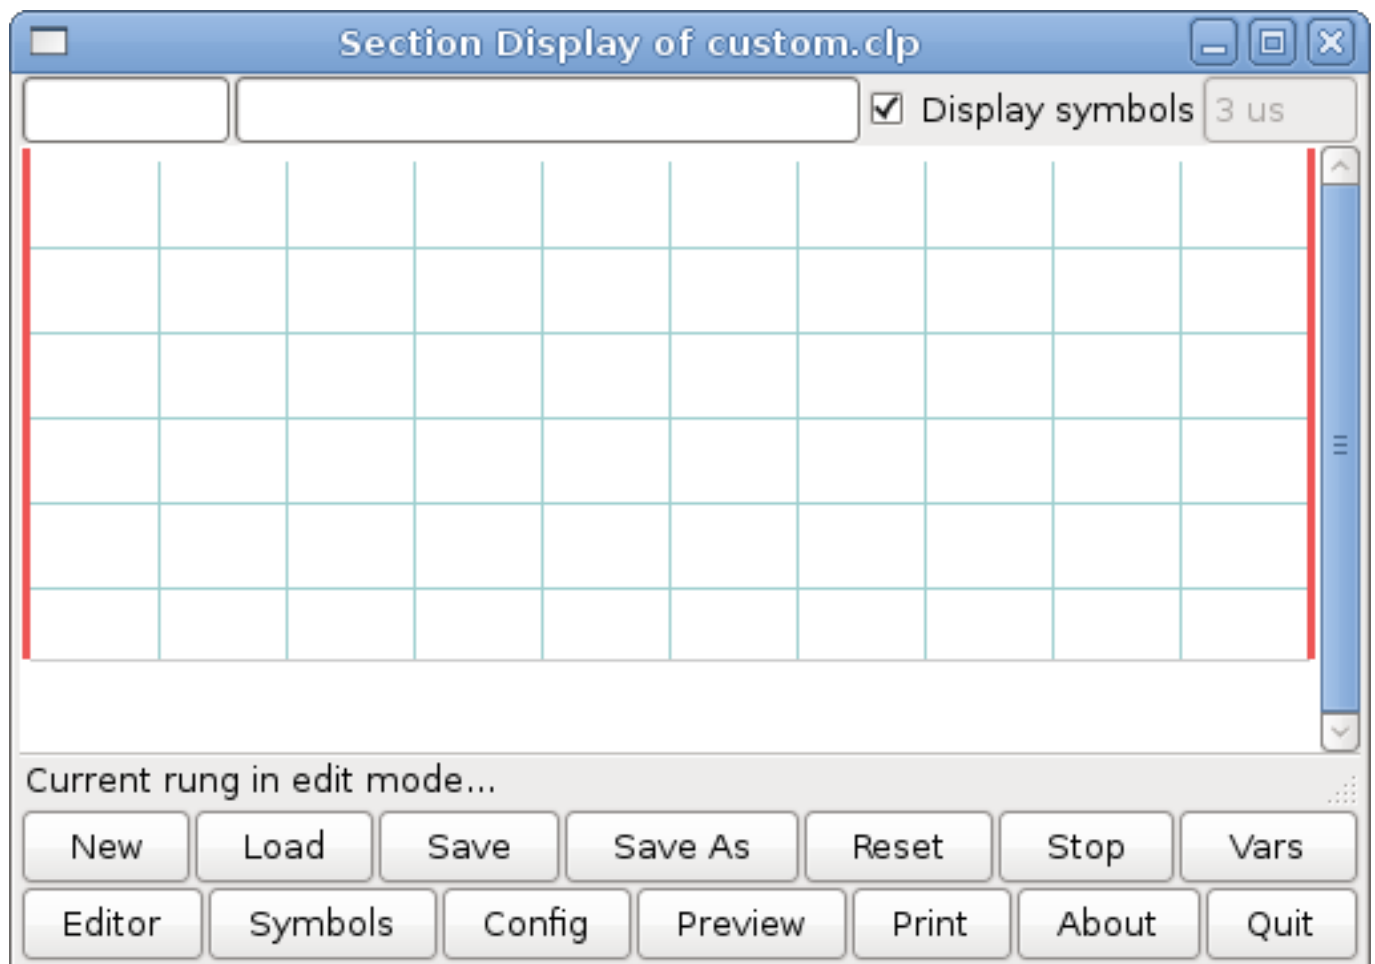 Section Display of custom.clp
Display symbols 3 us
Current rung in edit mode...
New Load Save Save As Reset Stop Vars
Editor Symbols Config Preview Print About Quit